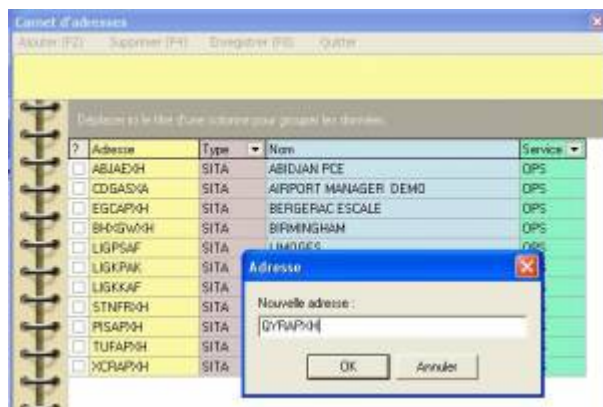 Carnet d'adresses
Ajouter (F2) Supprimer (F4) Enregistrer (F8) Quitter
Déplacer ici le titre d'une colonne pour grouper les données.
? Adresse Type Nom Service
ABJAEXH SITA ABIDJAN PCE OPS
CDGASXA SITA AIRPORT MANAGER DEMO OPS
EGCAPXH SITA BERGERAC ESCALE OPS
BHXGWXH SITA BIRMINGHAM OPS
LIGPSAF SITA LIMOGES OPS
LIGKPAK SITA
LIGKKAF SITA
STNFRXH SITA
PISAPXH SITA
TUFAPXH SITA
XCRAPXH SITA
Adresse
Nouvelle adresse :
QYRAPXH
OK Annuler